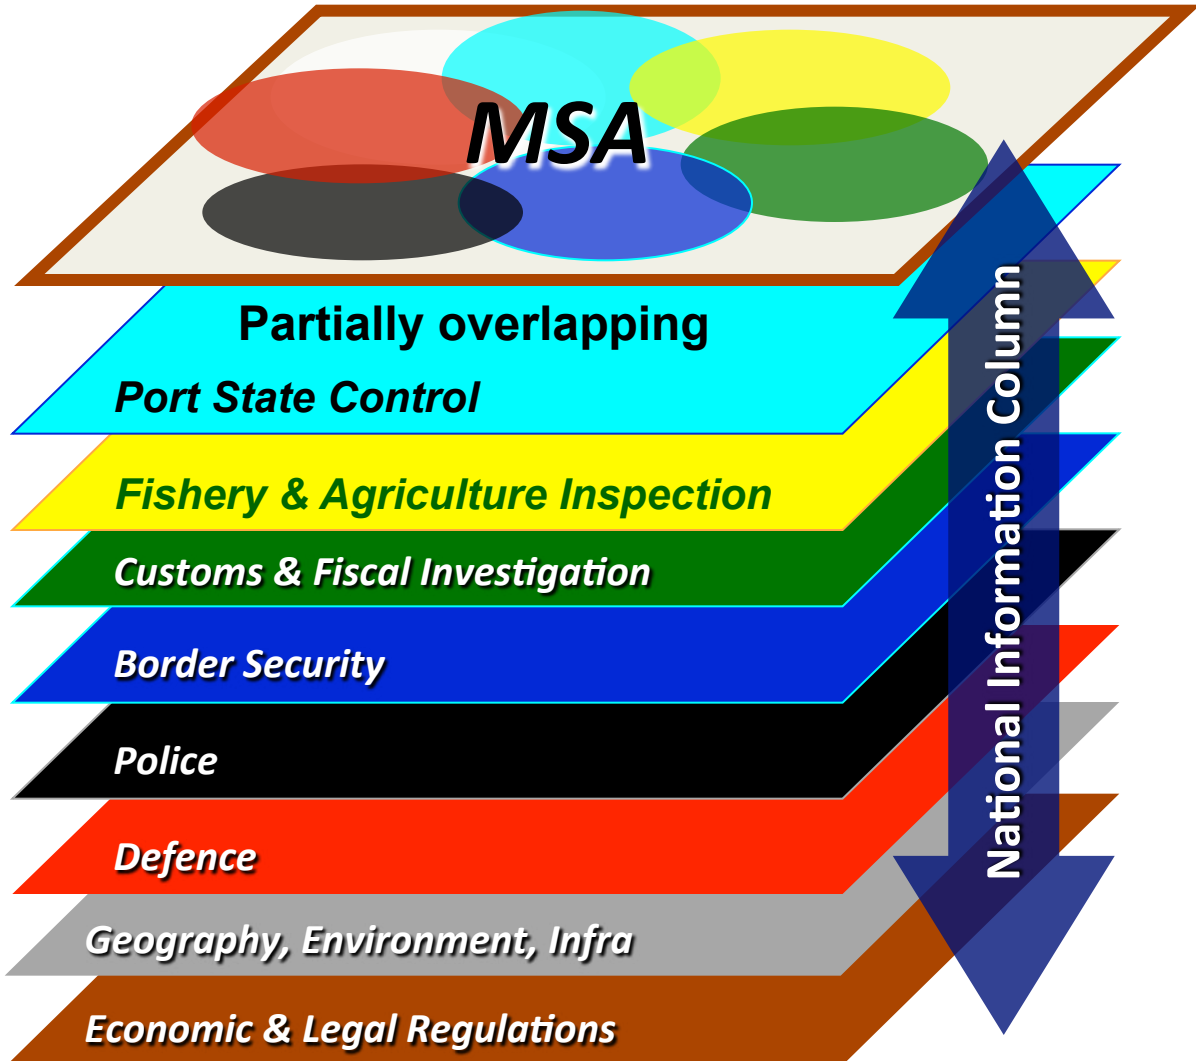 MSA
Partially overlapping
Port State Control
Fishery & Agriculture Inspection
Customs & Fiscal Investigation
Border Security
Police
Defence
Geography, Environment, Infra
Economic & Legal Regulations
National Information Column